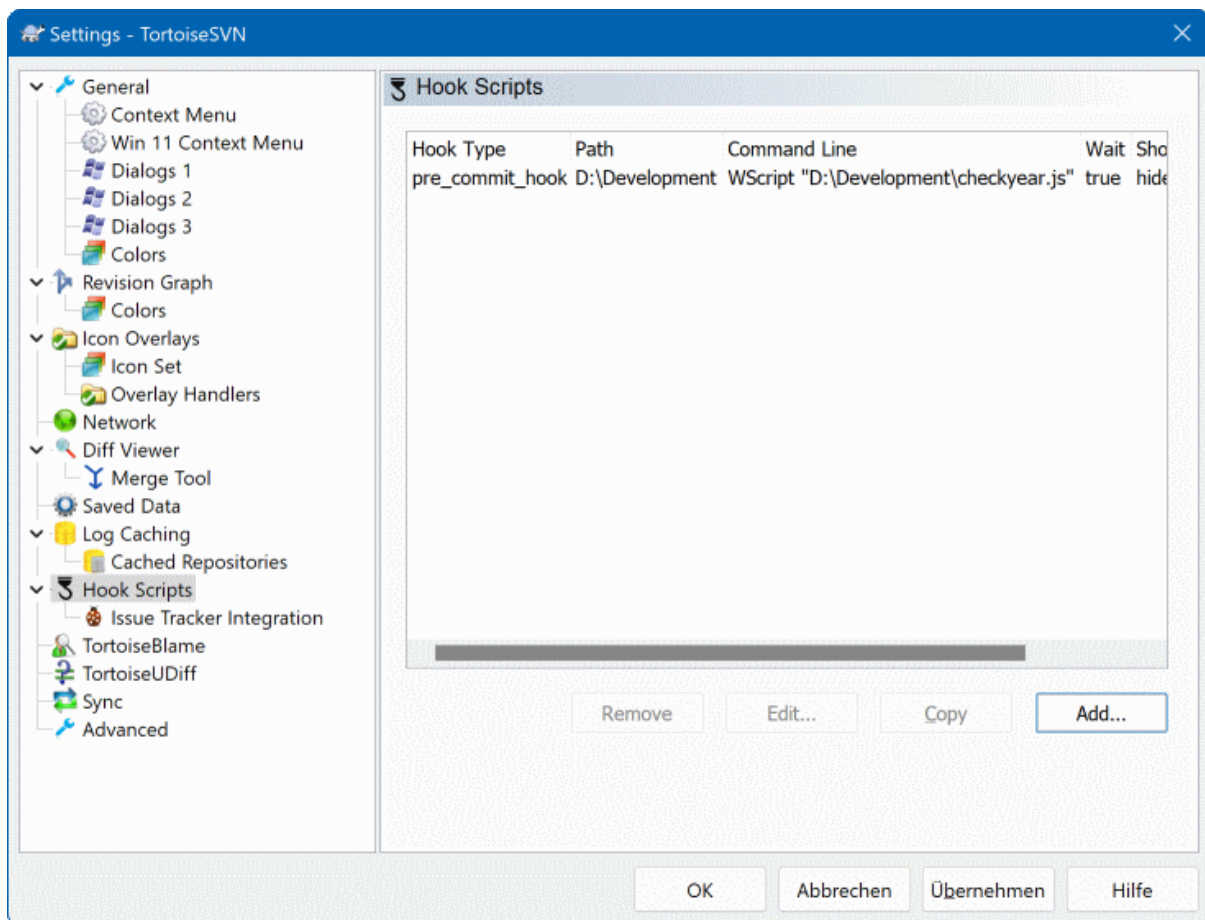 Settings - TortoiseSVN
General
Context Menu
Win 11 Context Menu
Dialogs 1
Dialogs 2
Dialogs 3
Colors
Revision Graph
Colors
Icon Overlays
Icon Set
Overlay Handlers
Network
Diff Viewer
Merge Tool
Saved Data
Log Caching
Cached Repositories
Hook Scripts
Issue Tracker Integration
TortoiseBlame
TortoiseUDiff
Sync
Advanced
Hook Scripts
Hook Type Path Command Line Wait Sho
pre_commit_hook D:\Development WScript "D:\Development\checkyear.js" true hide
Remove Edit... Copy Add...
OK Abbrechen Übernehmen Hilfe